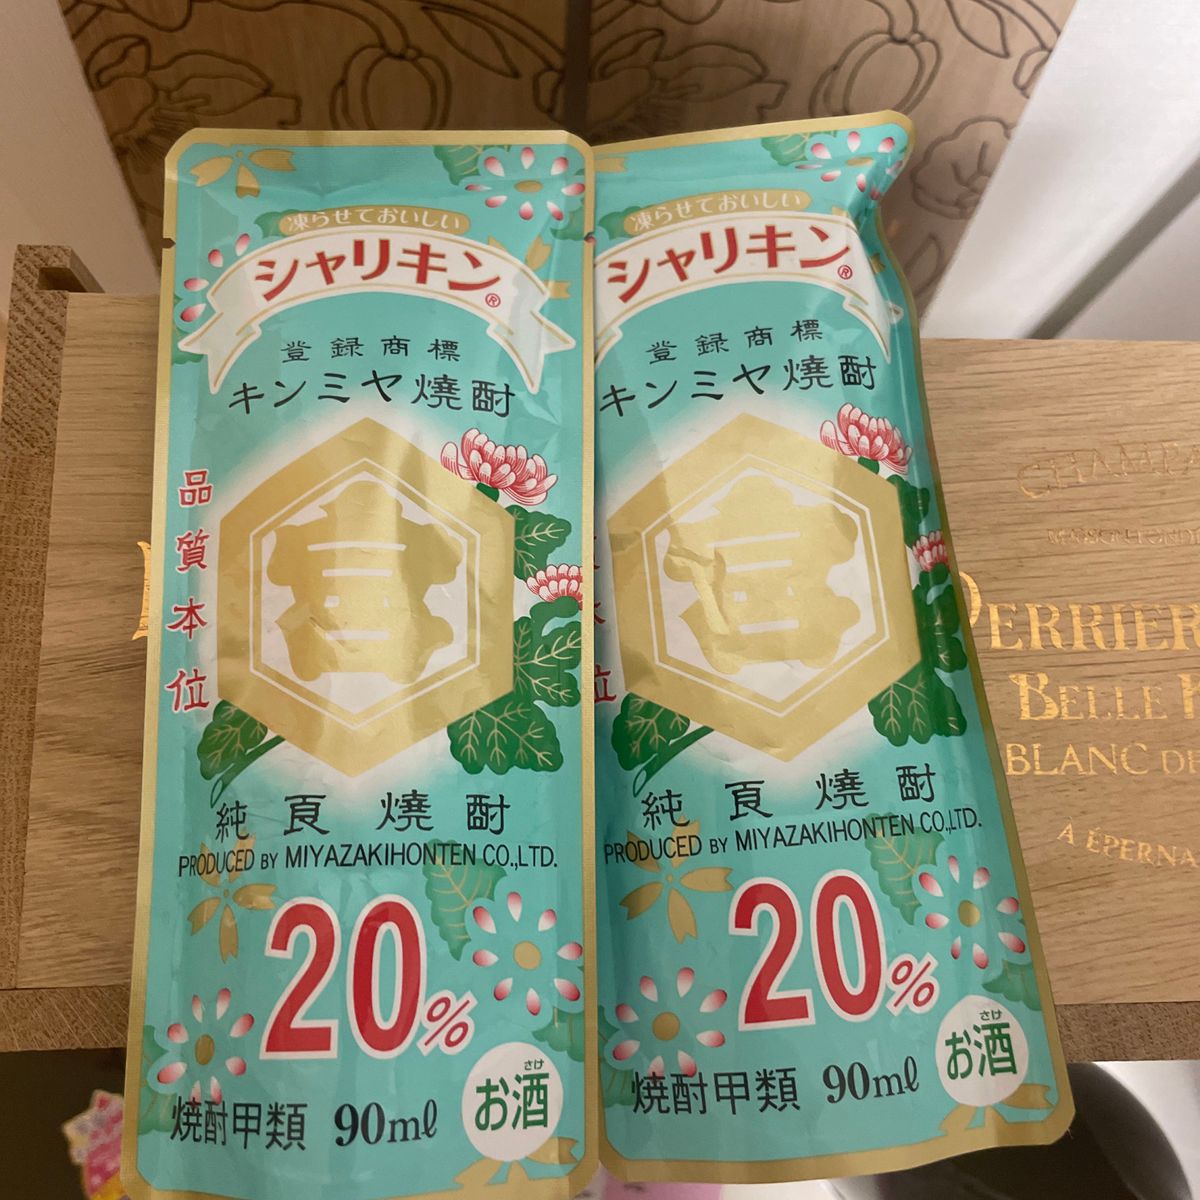 凍らせておいしい
シャリキン®
登録商標
キンミヤ焼酎
品質本位
純良焼酎
PRODUCED BY MIYAZAKIHONTEN CO.,LTD.
20%
焼酎甲類 90mℓ
お酒
さけ
凍らせておいしい
シャリキン®
登録商標
キンミヤ焼酎
位
純良焼酎
PRODUCED BY MIYAZAKIHONTEN CO.,LTD.
20%
焼酎甲類 90mℓ
お酒
さけ
CHAMPA
PERRIER
BELLE
BLANC DE
À ÉPERNA